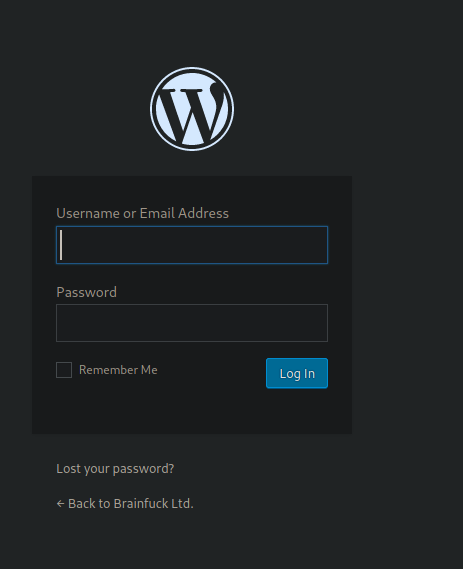 Username or Email Address
Password
Remember Me
Log In
Lost your password?
← Back to Brainfuck Ltd.